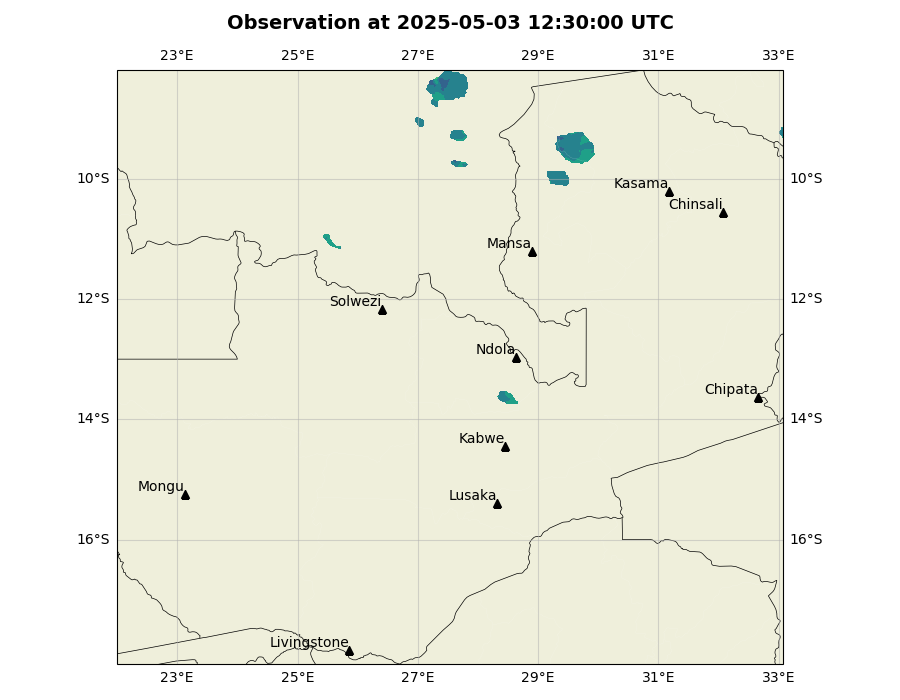 Observation at 2025-05-03 12:30:00 UTC
23°E 25°E 27°E 29°E 31°E 33°E
10°S 10°S
Kasama
Chinsali
Mansa
12°S 12°S
Solwezi
Ndola
Chipata
14°S 14°S
Kabwe
Mongu
Lusaka
16°S 16°S
Livingstone
23°E 25°E 27°E 29°E 31°E 33°E